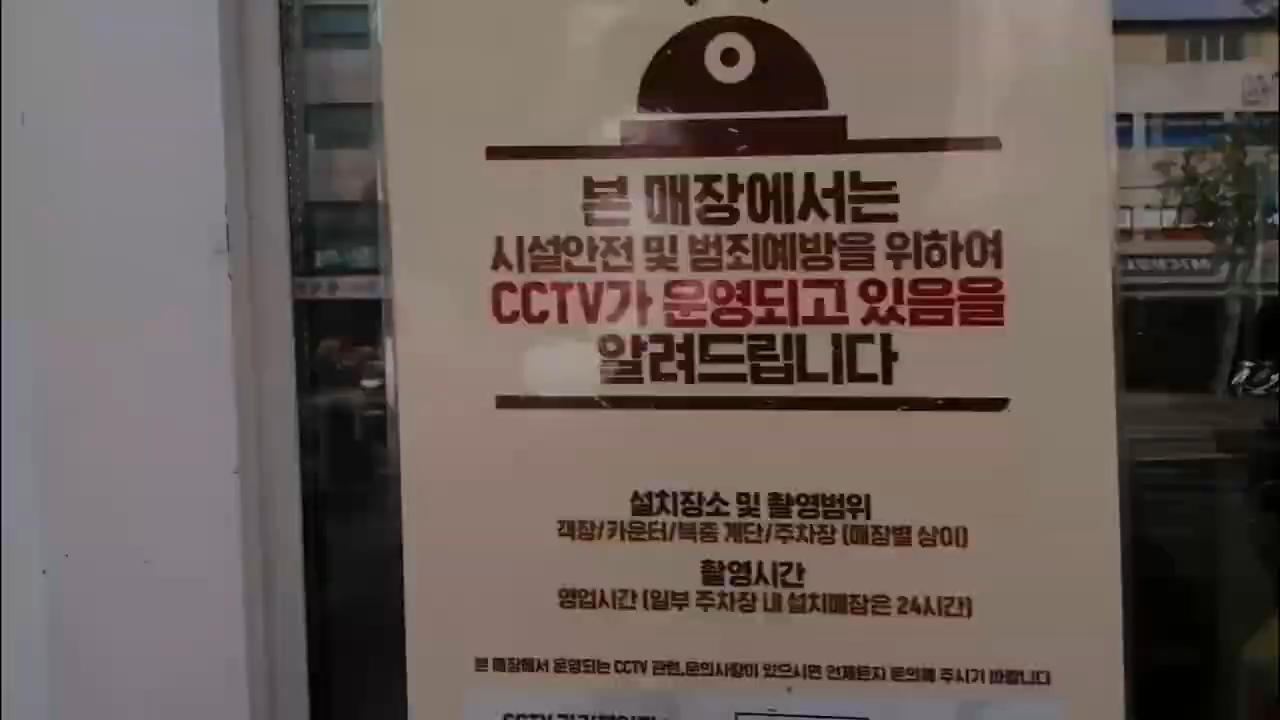 본 매장에서는
시설안전 및 범죄예방을 위하여
CCTV가 운영되고 있음을
알려드립니다
설치장소 및 촬영범위
객장/카운터/복층 계단/주차장 (매장별 상이)
촬영시간
영업시간 (일부 주차장 내 설치매장은 24시간)
본 매장에서 운영되는 CCTV 관련,문의사항이 있으시면 언제든지 문의해 주시기 바랍니다